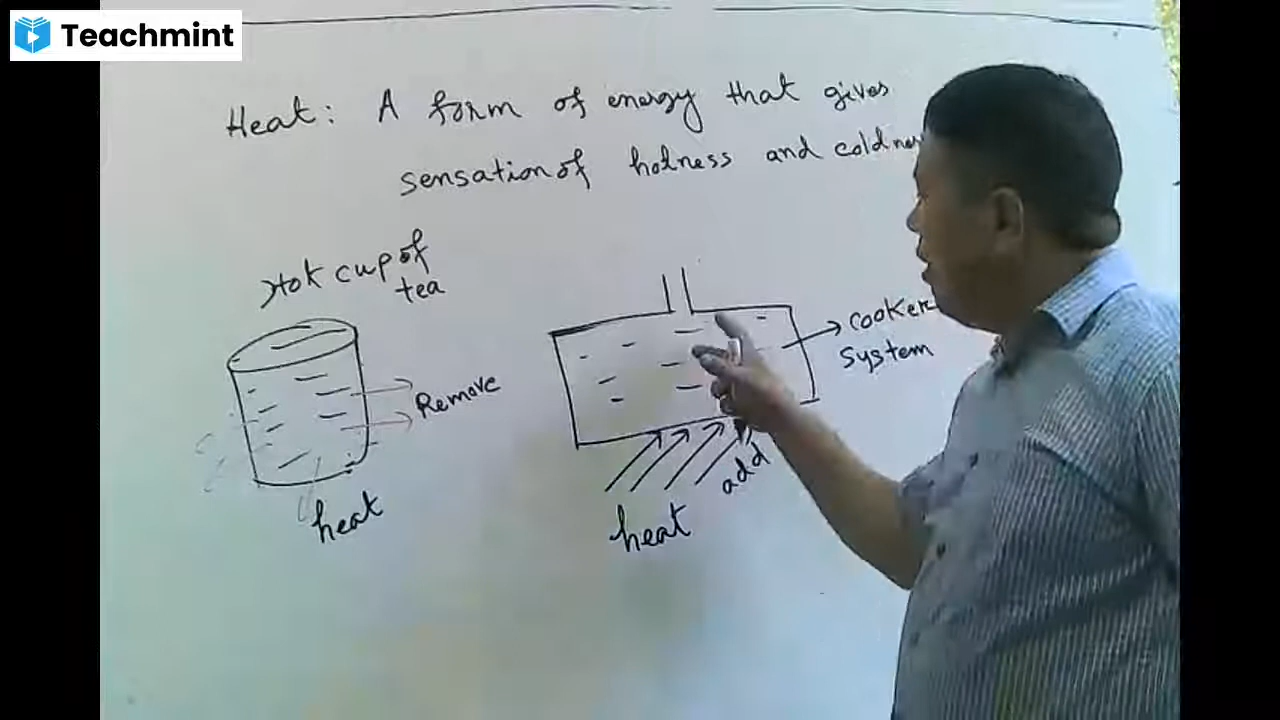 Teachmint
Heat: A form of energy that gives
sensation of hotness and coldness
Hot cup of
tea
Remove
heat
cooker
system
add
heat